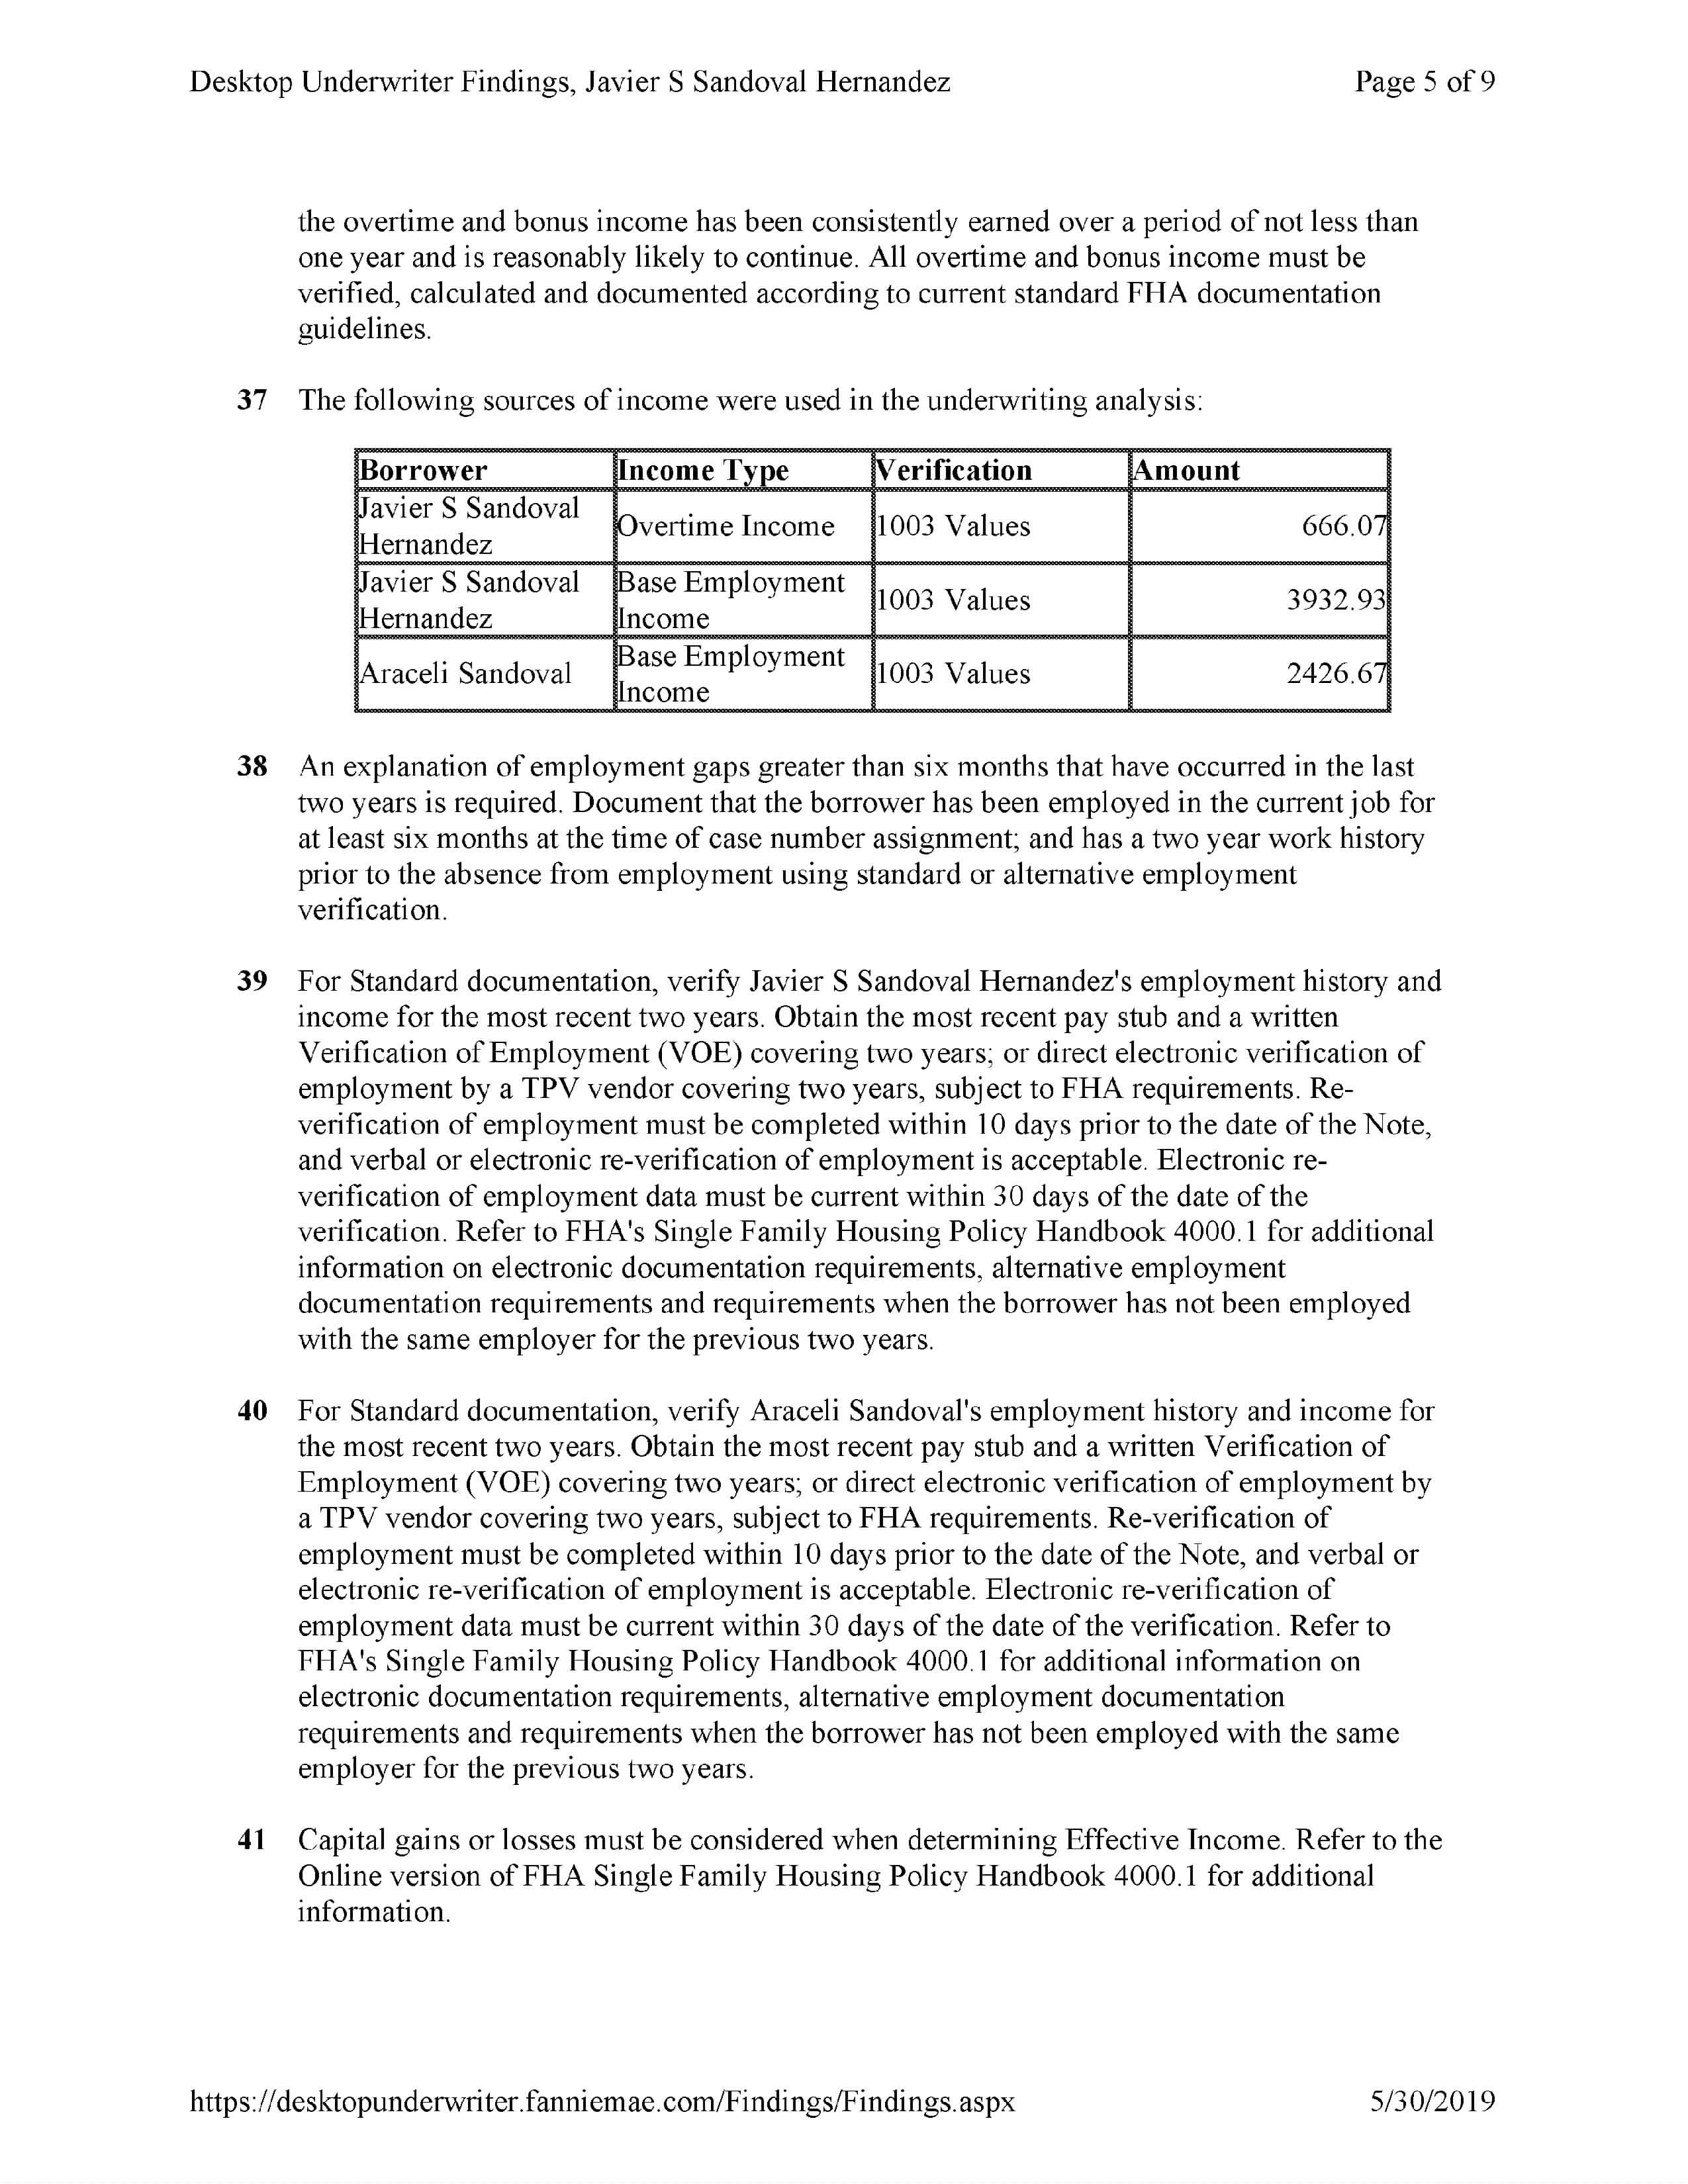 Desktop Underwriter Findings, Javier S Sandoval Hernandez Page 5 of 9
the overtime and bonus income has been consistently earned over a period of not less than
one year and is reasonably likely to continue. All overtime and bonus income must be
verified, calculated and documented according to current standard FHA documentation
guidelines.
37 The following sources of income were used in the underwriting analysis:
Borrower Income Type Verification Amount
Javier S Sandoval
Hernandez Overtime Income 1003 Values 666.07
Javier S Sandoval
Hernandez Base Employment
Income 1003 Values 3932.93
Araceli Sandoval Base Employment
Income 1003 Values 2426.67
38 An explanation of employment gaps greater than six months that have occurred in the last
two years is required. Document that the borrower has been employed in the current job for
at least six months at the time of case number assignment; and has a two year work history
prior to the absence from employment using standard or alternative employment
verification.
39 For Standard documentation, verify Javier S Sandoval Hernandez's employment history and
income for the most recent two years. Obtain the most recent pay stub and a written
Verification of Employment (VOE) covering two years; or direct electronic verification of
employment by a TPV vendor covering two years, subject to FHA requirements. Re-
verification of employment must be completed within 10 days prior to the date of the Note,
and verbal or electronic re-verification of employment is acceptable. Electronic re-
verification of employment data must be current within 30 days of the date of the
verification. Refer to FHA's Single Family Housing Policy Handbook 4000.1 for additional
information on electronic documentation requirements, alternative employment
documentation requirements and requirements when the borrower has not been employed
with the same employer for the previous two years.
40 For Standard documentation, verify Araceli Sandoval's employment history and income for
the most recent two years. Obtain the most recent pay stub and a written Verification of
Employment (VOE) covering two years; or direct electronic verification of employment by
a TPV vendor covering two years, subject to FHA requirements. Re-verification of
employment must be completed within 10 days prior to the date of the Note, and verbal or
electronic re-verification of employment is acceptable. Electronic re-verification of
employment data must be current within 30 days of the date of the verification. Refer to
FHA's Single Family Housing Policy Handbook 4000.1 for additional information on
electronic documentation requirements, alternative employment documentation
requirements and requirements when the borrower has not been employed with the same
employer for the previous two years.
41 Capital gains or losses must be considered when determining Effective Income. Refer to the
Online version of FHA Single Family Housing Policy Handbook 4000.1 for additional
information.
https://desktopunderwriter.fanniemae.com/Findings/Findings.aspx 5/30/2019